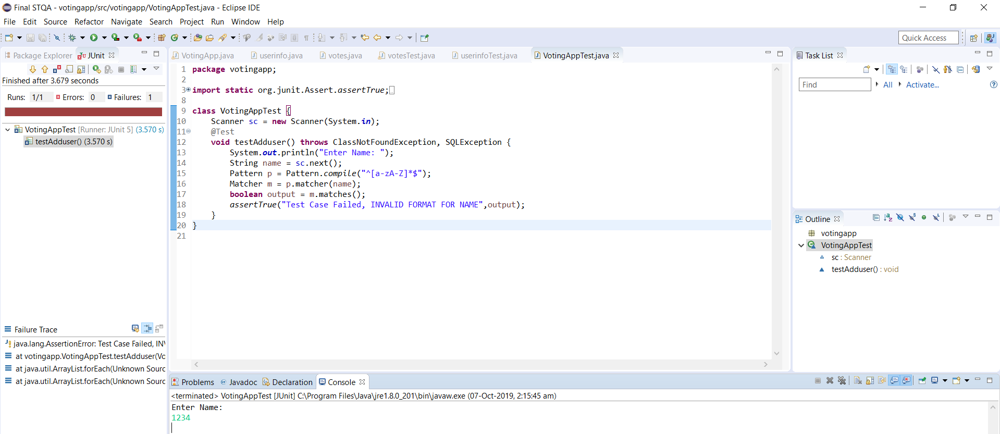 Final STQA - votingapp/src/votingapp/VotingAppTest.java - Eclipse IDE
File Edit Source Refactor Navigate Search Project Run Window Help
Quick Access
Package Explorer JUnit
Finished after 3.679 seconds
Runs: 1/1 Errors: 0 Failures: 1
VotingAppTest [Runner: JUnit 5] (3.570 s)
testAdduser() (3.570 s)
Failure Trace
java.lang.AssertionError: Test Case Failed, IN
at votingapp.VotingAppTest.testAdduser(Vo
at java.util.ArrayList.forEach(Unknown Sourc
at java.util.ArrayList.forEach(Unknown Sourc
VotingApp.java userinfo.java votes.java votesTest.java userinfoTest.java VotingAppTest.java
1 package votingapp;
2
3 import static org.junit.Assert.assertTrue;
8
9 class VotingAppTest {
10 Scanner sc = new Scanner(System.in);
11 @Test
12 void testAdduser() throws ClassNotFoundException, SQLException {
13 System.out.println("Enter Name: ");
14 String name = sc.next();
15 Pattern p = Pattern.compile("^[a-zA-Z]*$");
16 Matcher m = p.matcher(name);
17 boolean output = m.matches();
18 assertTrue("Test Case Failed, INVALID FORMAT FOR NAME",output);
19 }
20 }
21
Problems Javadoc Declaration Console
<terminated> VotingAppTest [JUnit] C:\Program Files\Java\jre1.8.0_201\bin\javaw.exe (07-Oct-2019, 2:15:45 am)
Enter Name:
1234
Task List
Find All Activate...
Outline
votingapp
VotingAppTest
sc : Scanner
testAdduser() : void